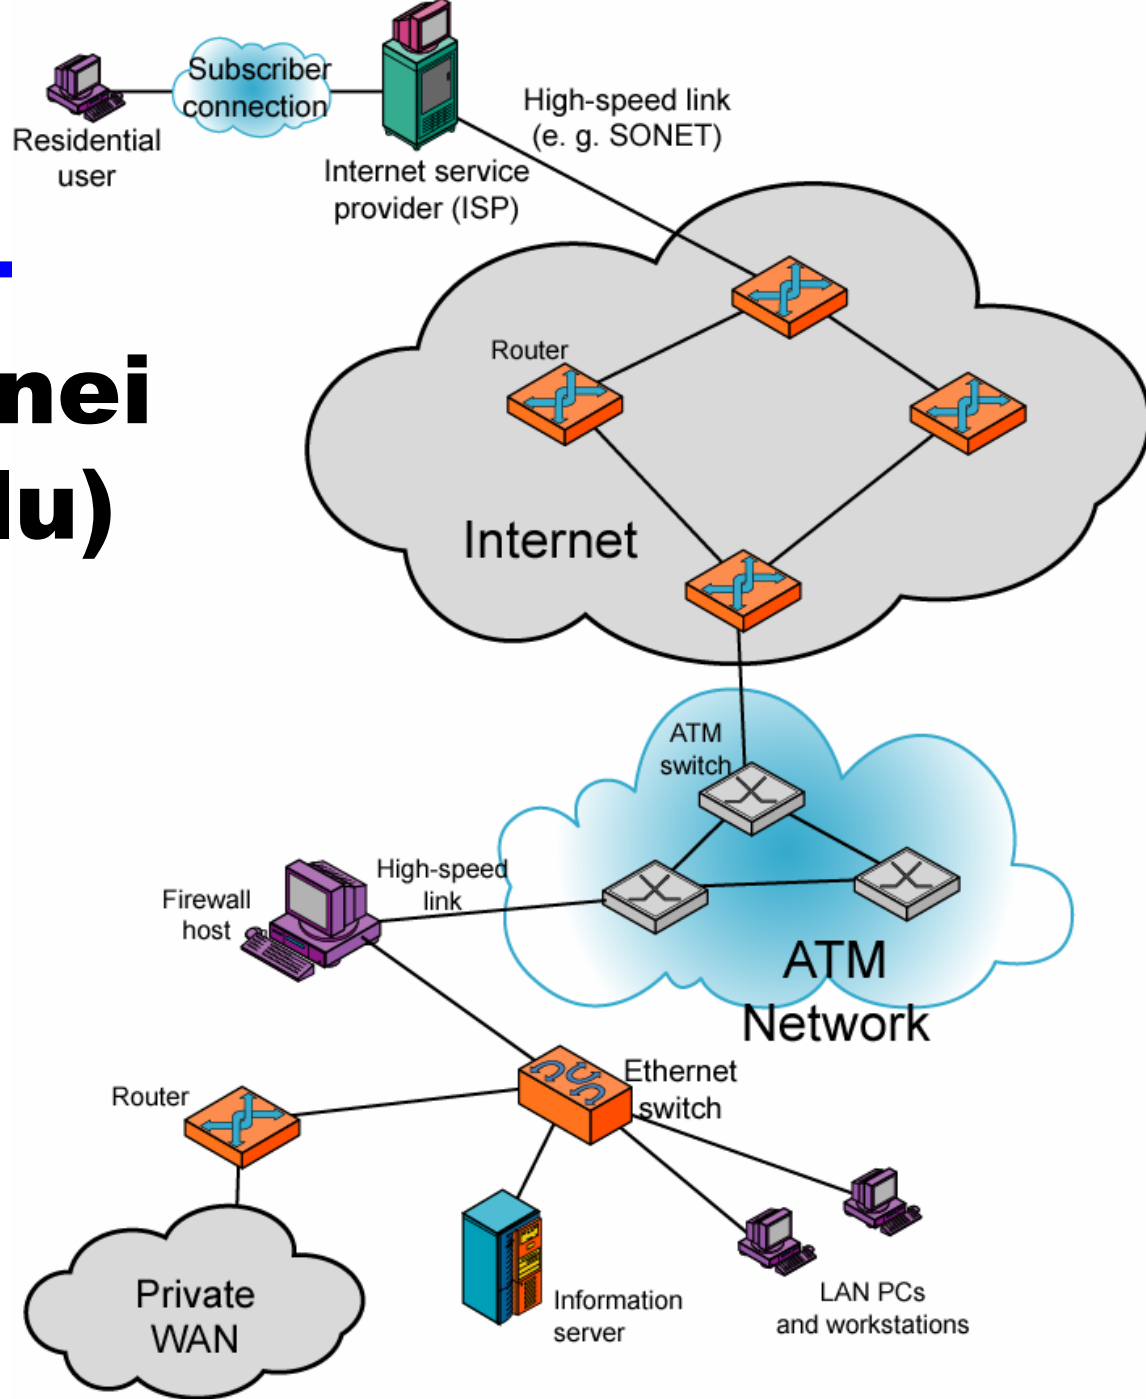 Subscriber
connection
Residential
user
Internet service
provider (ISP)
High-speed link
(e. g. SONET)
nei
lu)
Router
Internet
ATM
switch
High-speed
link
Firewall
host
ATM
Network
Ethernet
switch
Router
Private
WAN
Information
server
LAN PCs
and workstations